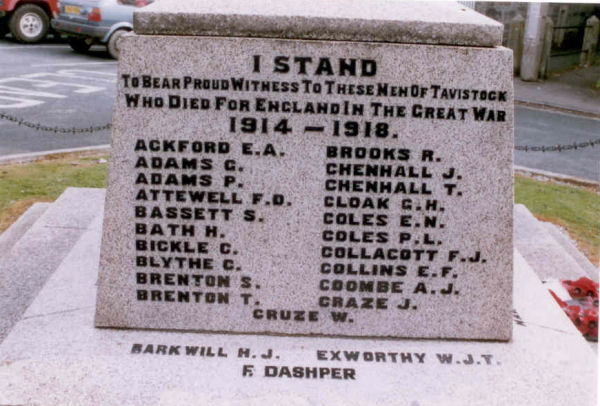 I STAND
TO BEAR PROUD WITNESS TO THESE MEN OF TAVISTOCK
WHO DIED FOR ENGLAND IN THE GREAT WAR
1914 – 1918.
ACKFORD E.A.
ADAMS G.
ADAMS P.
ATTEWELL F.D.
BASSETT S.
BATH H.
BICKLE C.
BLYTHE C.
BRENTON S.
BRENTON T.
BROOKS R.
CHENHALL J.
CHENHALL T.
CLOAK G.H.
COLES E.N.
COLES P.L.
COLLACOTT F.J.
COLLINS E.F.
COOMBE A.J.
CRAZE J.
CRUZE W.
BARKWILL H.J. EXWORTHY W.J.T.
F. DASHPER